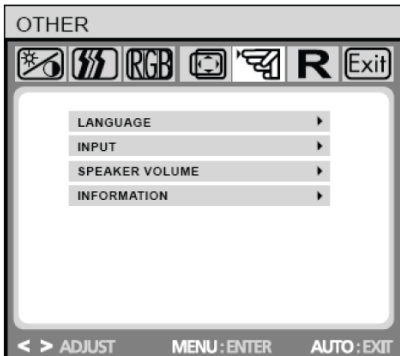 OTHER
RGB R Exit
LANGUAGE
INPUT
SPEAKER VOLUME
INFORMATION
< > ADJUST MENU : ENTER AUTO : EXIT